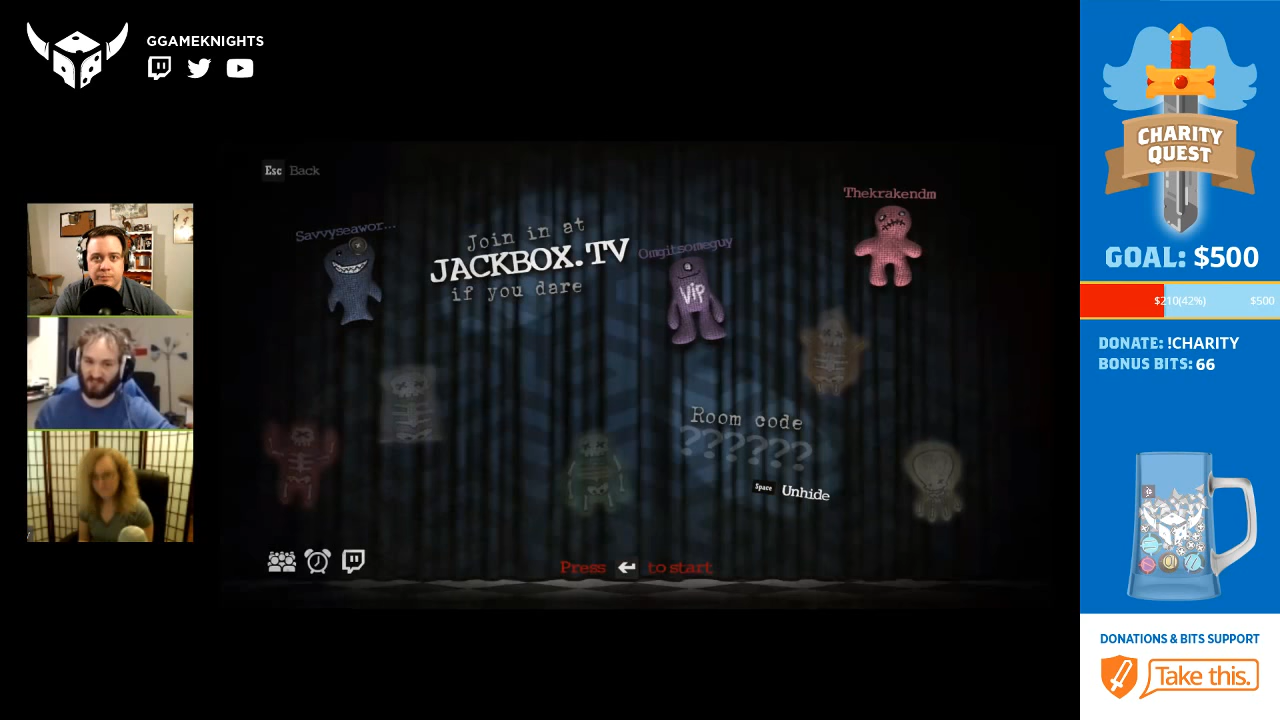 GGAMEKNIGHTS
Esc Back
Savvyseawor...
Join in at
JACKBOX.TV
if you dare
Omgitsomeguy
VIP
Thekrakendm
Room code
??????
Space Unhide
Press to start
CHARITY
QUEST
GOAL: $500
$210(42%) $500
DONATE: !CHARITY
BONUS BITS: 66
DONATIONS & BITS SUPPORT
Take this.